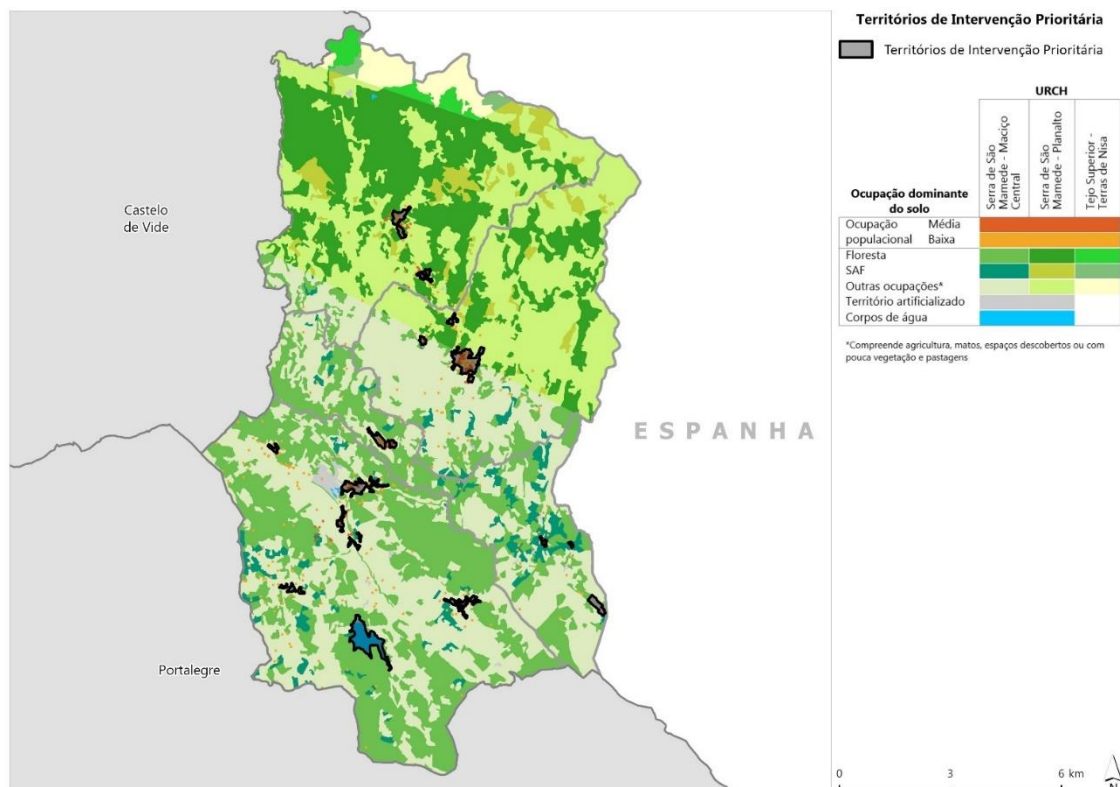 Castelo
de Vide
Portalegre
ESPANHA
Territórios de Intervenção Prioritária
Territórios de Intervenção Prioritária
URCH
Ocupação dominante
do solo
Serra de São
Mamede - Maciço
Central
Serra de São
Mamede - Planalto
Tejo Superior -
Terras de Nisa
Ocupação Média
populacional Baixa
Floresta
SAF
Outras ocupações*
Território artificializado
Corpos de água
*Compreende agricultura, matos, espaços descobertos ou com
pouca vegetação e pastagens
0 3 6 km
N